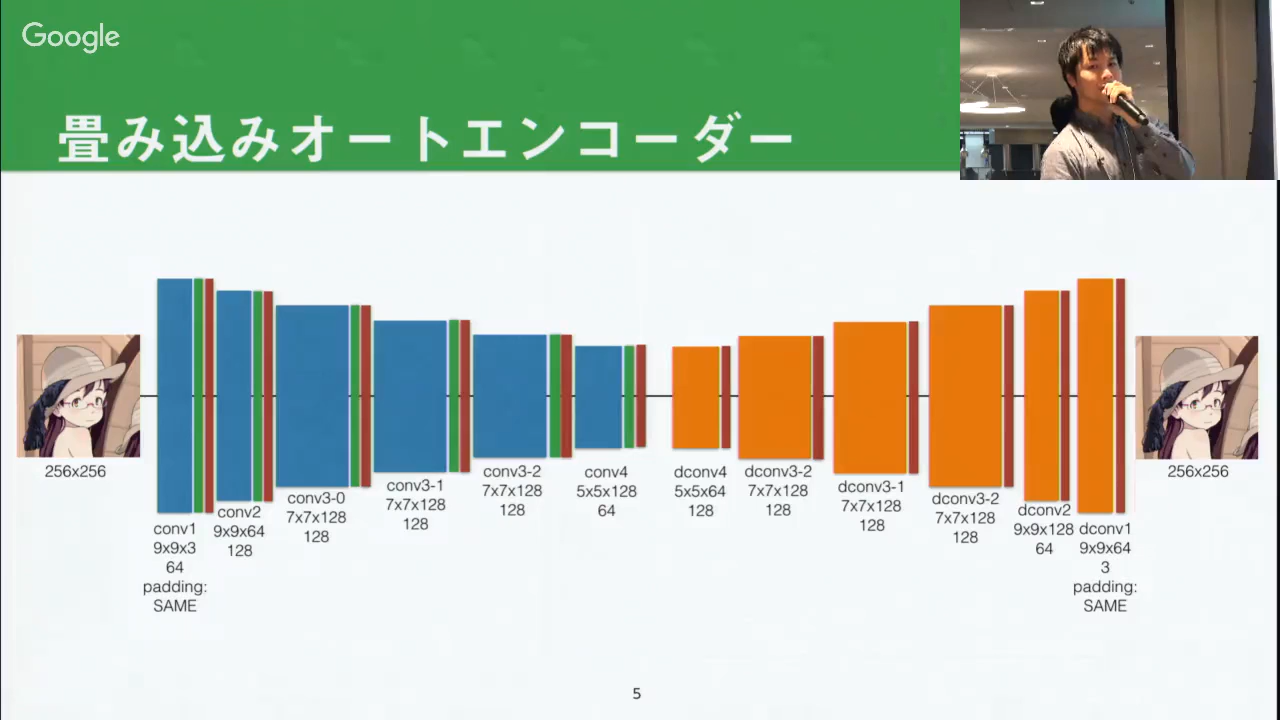 Google
畳み込みオートエンコーダー
256x256
conv1
9x9x3
64
padding:
SAME
conv2
9x9x64
128
conv3-0
7x7x128
128
conv3-1
7x7x128
128
conv3-2
7x7x128
128
conv4
5x5x128
64
dconv4
5x5x64
128
dconv3-2
7x7x128
128
dconv3-1
7x7x128
128
dconv3-2
7x7x128
128
dconv2
9x9x128
64
dconv1
9x9x64
3
padding:
SAME
256x256
5